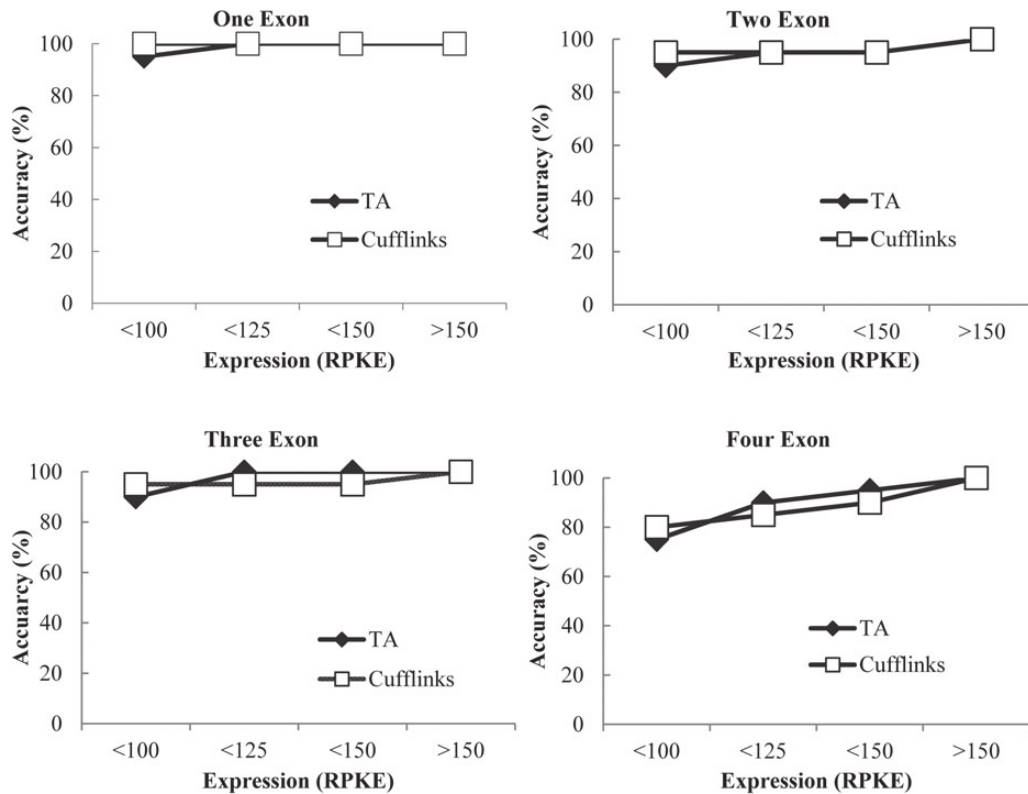 One Exon
100
80
60
40
20
0
Accuracy (%)
TA
Cufflinks
<100 <125 <150 >150
Expression (RPKE)
Two Exon
100
80
60
40
20
0
Accuracy (%)
TA
Cufflinks
<100 <125 <150 >150
Expression (RPKE)
Three Exon
100
80
60
40
20
0
Accuarcy (%)
TA
Cufflinks
<100 <125 <150 >150
Expression (RPKE)
Four Exon
100
80
60
40
20
0
Accuracy (%)
TA
Cufflinks
<100 <125 <150 >150
Expression (RPKE)